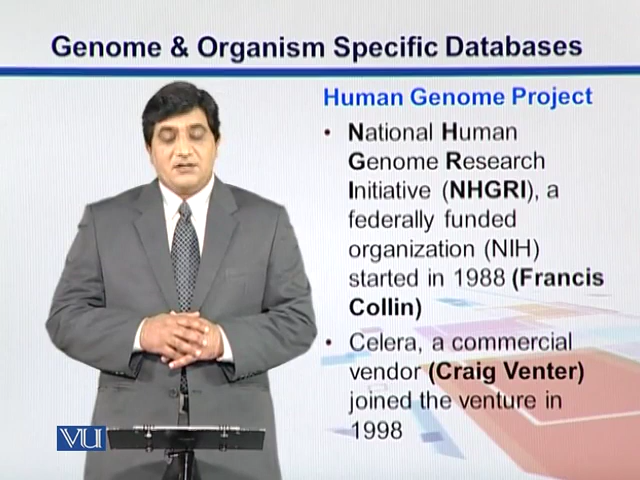 Genome & Organism Specific Databases
Human Genome Project
• National Human
Genome Research
Initiative (NHGRI), a
federally funded
organization (NIH)
started in 1988 (Francis
Collin)
• Celera, a commercial
vendor (Craig Venter)
joined the venture in
1998
VU